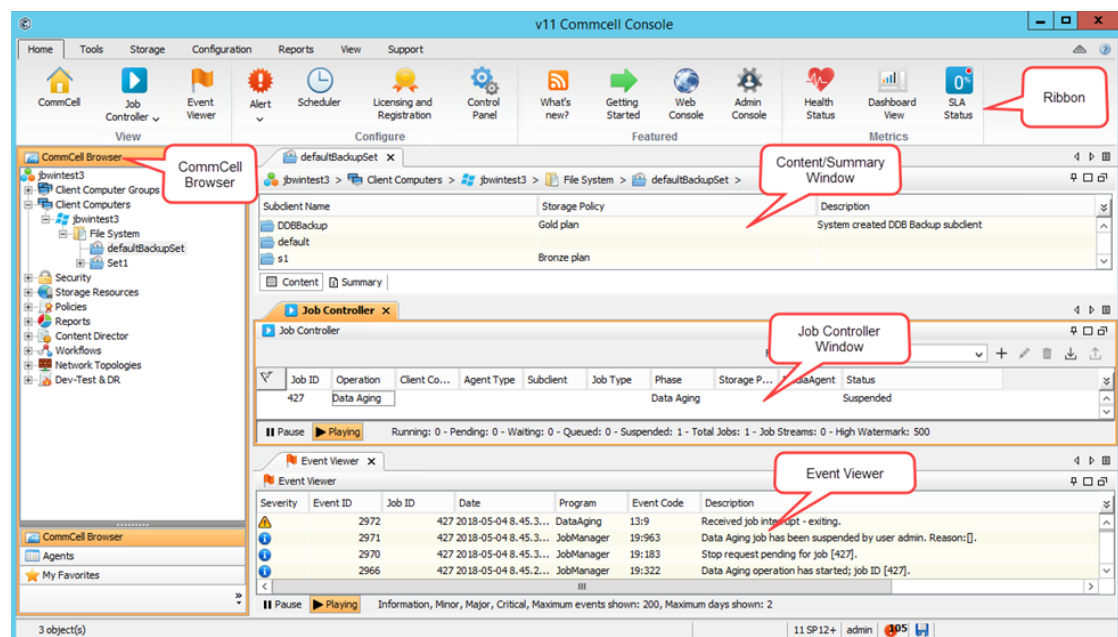 v11 Commcell Console
Home Tools Storage Configuration Reports View Support
CommCell Job Controller Event Viewer Alert Scheduler Licensing and Registration Control Panel What's new? Getting Started Web Console Admin Console Health Status Dashboard View SLA Status
0%
View Configure Featured Metrics
Ribbon
CommCell Browser
CommCell Browser
jbwintest3
Client Computer Groups
Client Computers
jbwintest3
File System
defaultBackupSet
Set1
Security
Storage Resources
Policies
Reports
Content Director
Workflows
Network Topologies
Dev-Test & DR
CommCell Browser
Agents
My Favorites
defaultBackupSet
Content/Summary Window
jbwintest3 > Client Computers > jbwintest3 > File System > defaultBackupSet >
Subclient Name Storage Policy Description
DDBBackup Gold plan System created DDB Backup subclient
default
s1 Bronze plan
Content Summary
Job Controller
Job Controller
Job Controller Window
Job ID Operation Client Co... Agent Type Subclient Job Type Phase Storage P... Status
427 Data Aging Data Aging Suspended
Pause Playing Running: 0 - Pending: 0 - Waiting: 0 - Queued: 0 - Suspended: 1 - Total Jobs: 1 - Job Streams: 0 - High Watermark: 500
Event Viewer
Event Viewer
Event Viewer
Severity Event ID Job ID Date Program Event Code Description
2972 427 2018-05-04 8.45.3... DataAging 13:9 Received job interrupt - exiting.
2971 427 2018-05-04 8.45.3... JobManager 19:963 Data Aging job has been suspended by user admin. Reason:[].
2970 427 2018-05-04 8.45.3... JobManager 19:183 Stop request pending for job [427].
2966 427 2018-05-04 8.45.2... JobManager 19:322 Data Aging operation has started; job ID [427].
Pause Playing Information, Minor, Major, Critical, Maximum events shown: 200, Maximum days shown: 2
3 object(s) 11 SP12+ admin 105